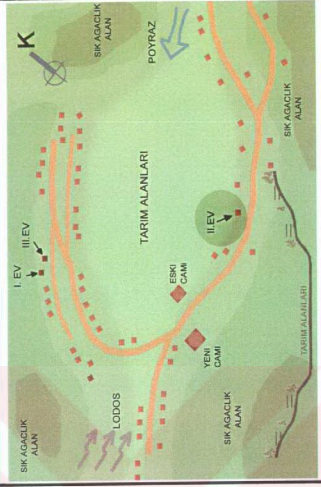 K
SIK AGACLIK
ALAN
POYRAZ
SIK AGACLIK
ALAN
TARIM ALANLARI
I. EV
III.EV
II.EV
ESKI
CAMI
YENI
CAMI
TARIM ALANLARI
LODOS
SIK AGACLIK
ALAN
SIK AGACLIK
ALAN